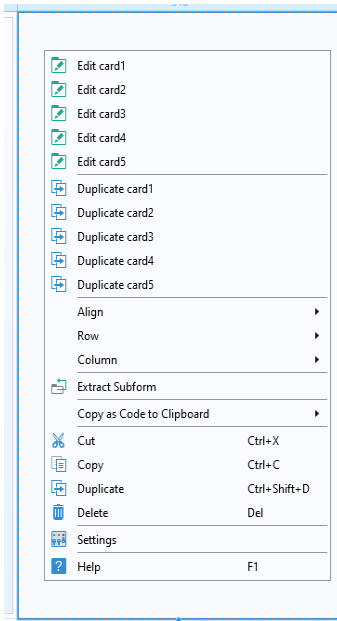 Edit card1
Edit card2
Edit card3
Edit card4
Edit card5
Duplicate card1
Duplicate card2
Duplicate card3
Duplicate card4
Duplicate card5
Align
Row
Column
Extract Subform
Copy as Code to Clipboard
Cut Ctrl+X
Copy Ctrl+C
Duplicate Ctrl+Shift+D
Delete Del
Settings
? Help F1